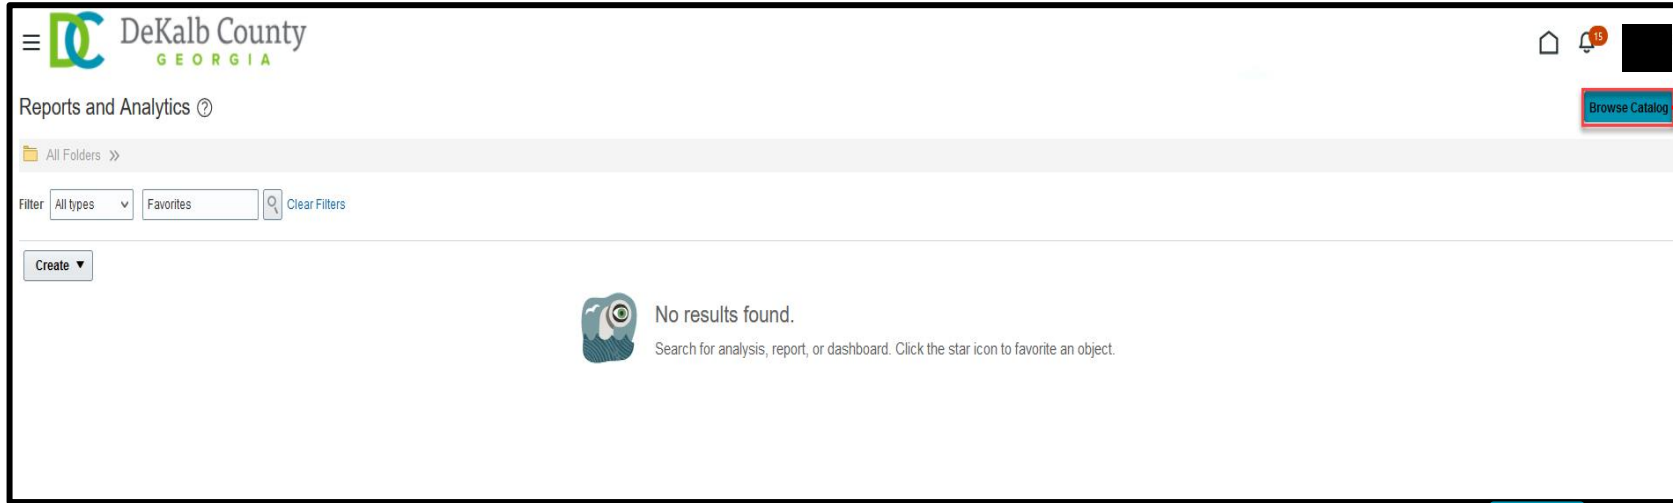 DeKalb County
GEORGIA
15
Reports and Analytics ?
Browse Catalog
All Folders »
Filter All types Favorites Clear Filters
Create ▼
No results found.
Search for analysis, report, or dashboard. Click the star icon to favorite an object.